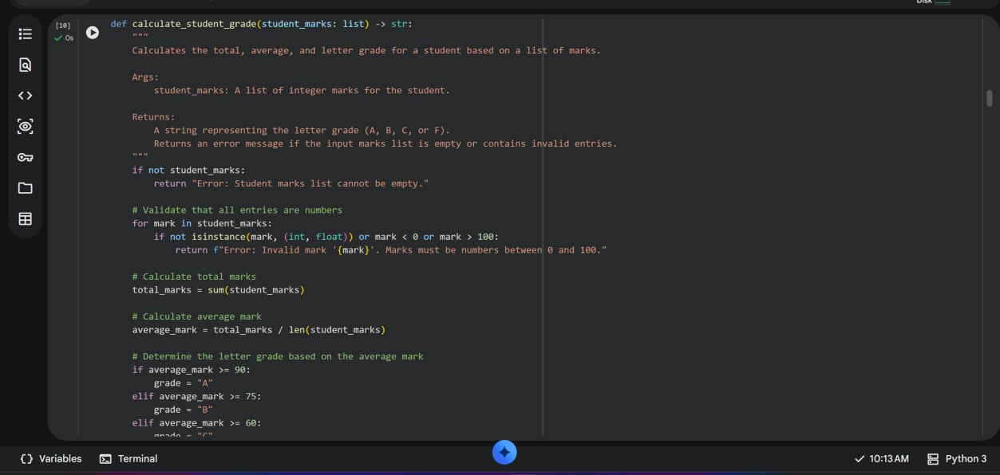 Disk
[10]
0s
def calculate_student_grade(student_marks: list) -> str:
    """
    Calculates the total, average, and letter grade for a student based on a list of marks.

    Args:
        student_marks: A list of integer marks for the student.

    Returns:
        A string representing the letter grade (A, B, C, or F).
        Returns an error message if the input marks list is empty or contains invalid entries.
    """
    if not student_marks:
        return "Error: Student marks list cannot be empty."

    # Validate that all entries are numbers
    for mark in student_marks:
        if not isinstance(mark, (int, float)) or mark < 0 or mark > 100:
            return f"Error: Invalid mark '{mark}'. Marks must be numbers between 0 and 100."

    # Calculate total marks
    total_marks = sum(student_marks)

    # Calculate average mark
    average_mark = total_marks / len(student_marks)

    # Determine the letter grade based on the average mark
    if average_mark >= 90:
        grade = "A"
    elif average_mark >= 75:
        grade = "B"
    elif average_mark >= 60:
        grade = "C"
{} Variables
Terminal
10:13 AM
Python 3